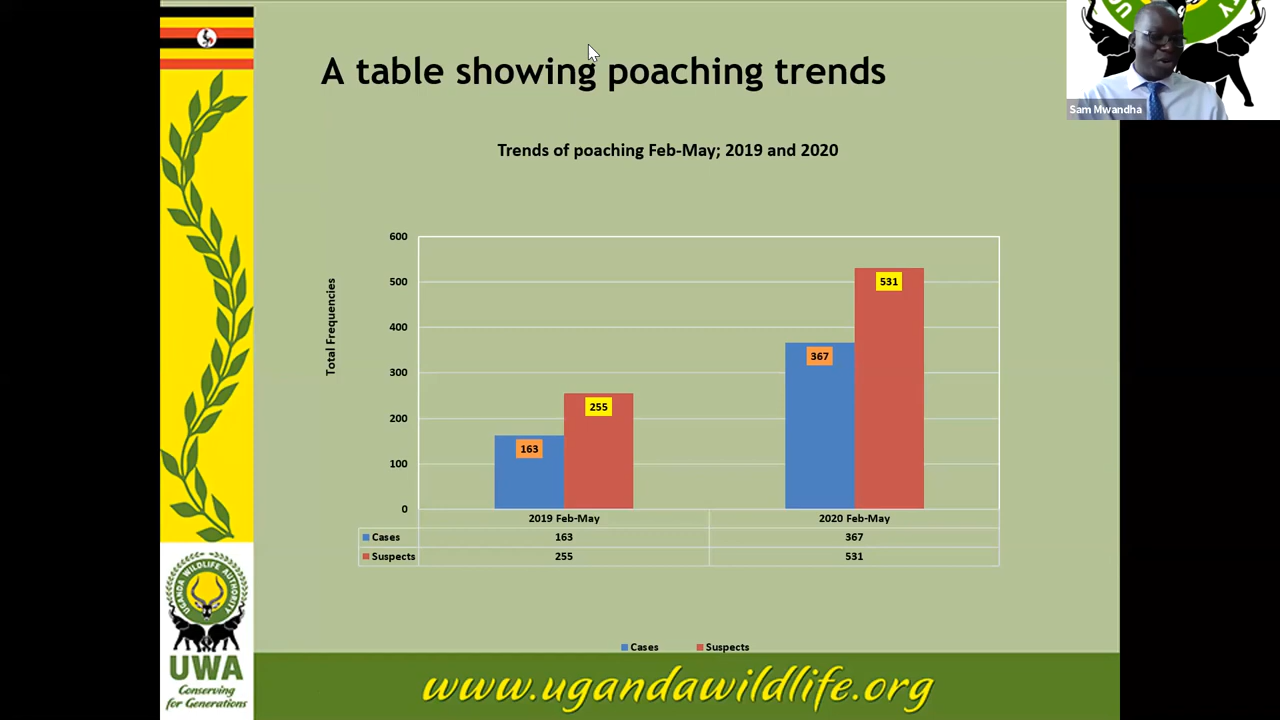 A table showing poaching trends
Sam Mwandha
Trends of poaching Feb-May; 2019 and 2020
Total Frequencies
600
500
400
300
200
100
0
163
255
367
531
2019 Feb-May
2020 Feb-May
Cases 163 367
Suspects 255 531
Cases Suspects
UGANDA WILDLIFE AUTHORITY
UWA
Conserving
for Generations
www.ugandawildlife.org